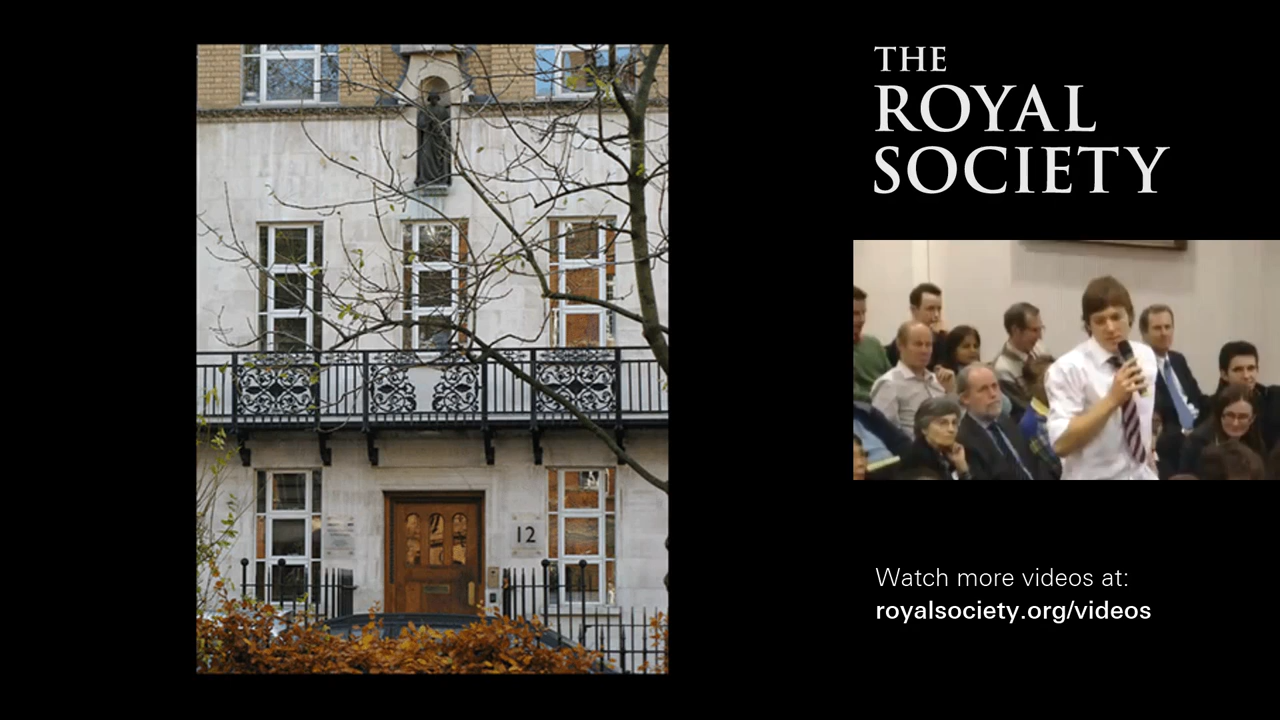 THE
ROYAL
SOCIETY
12
Watch more videos at:
royalsociety.org/videos